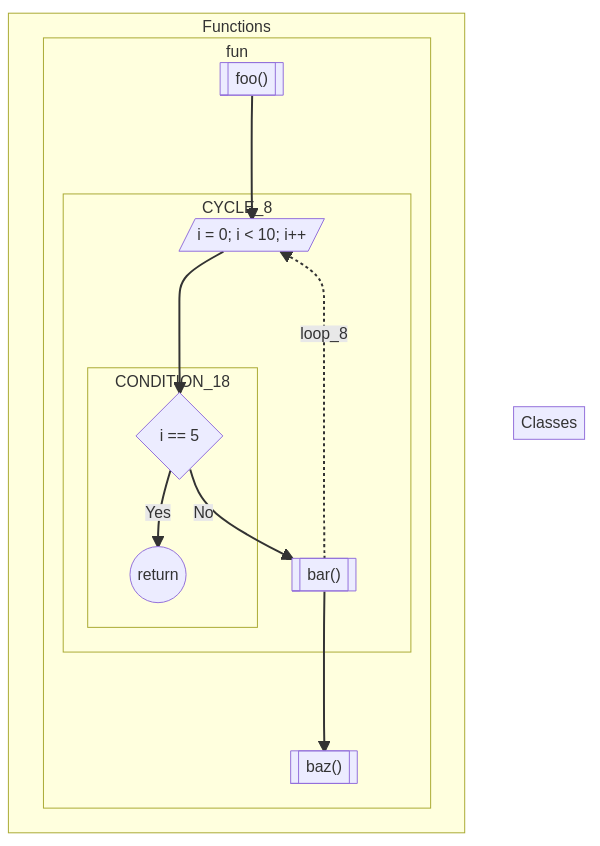 Functions
fun
foo()
CYCLE_8
i = 0; i < 10; i++
loop_8
CONDITION_18
i == 5
Classes
Yes
No
return
bar()
baz()